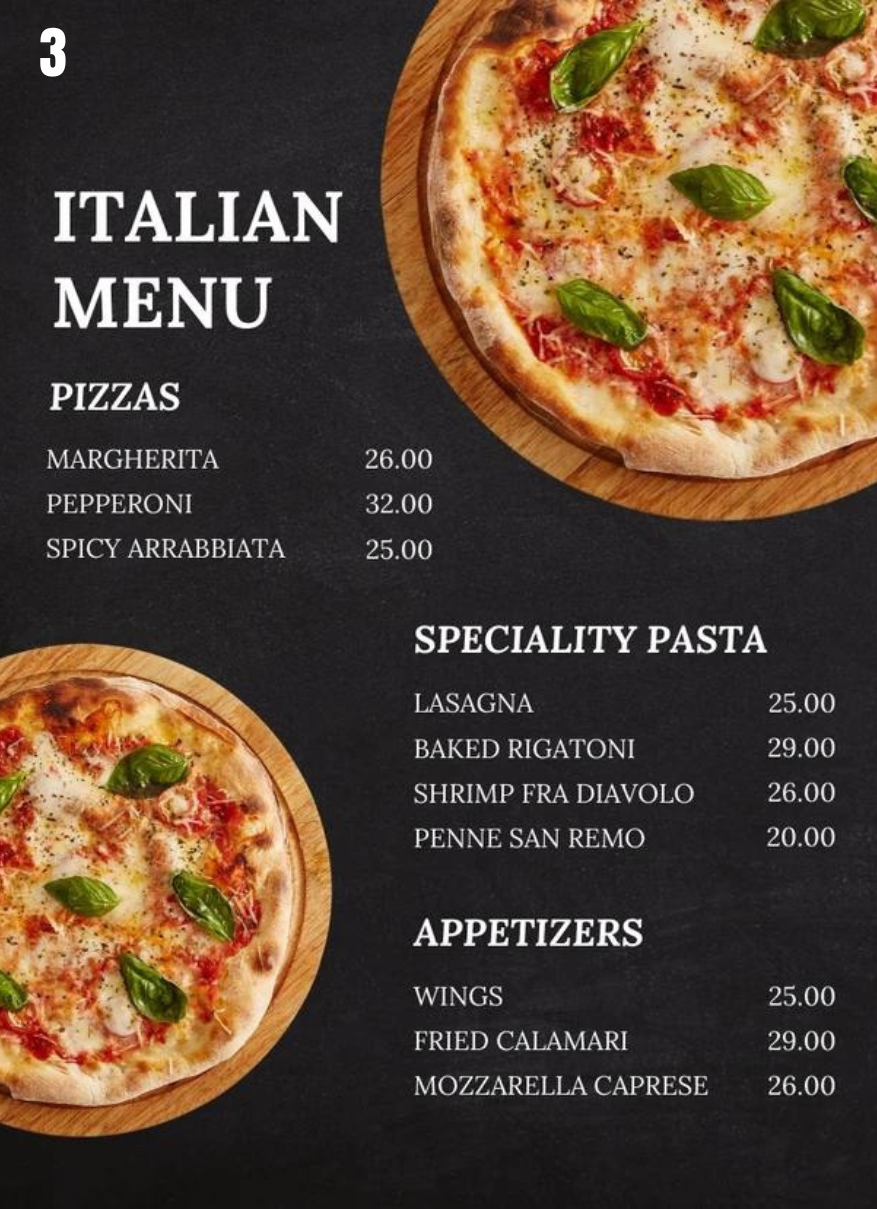 3
ITALIAN
MENU
PIZZAS
MARGHERITA 26.00
PEPPERONI 32.00
SPICY ARRABBIATA 25.00
SPECIALITY PASTA
LASAGNA 25.00
BAKED RIGATONI 29.00
SHRIMP FRA DIAVOLO 26.00
PENNE SAN REMO 20.00
APPETIZERS
WINGS 25.00
FRIED CALAMARI 29.00
MOZZARELLA CAPRESE 26.00